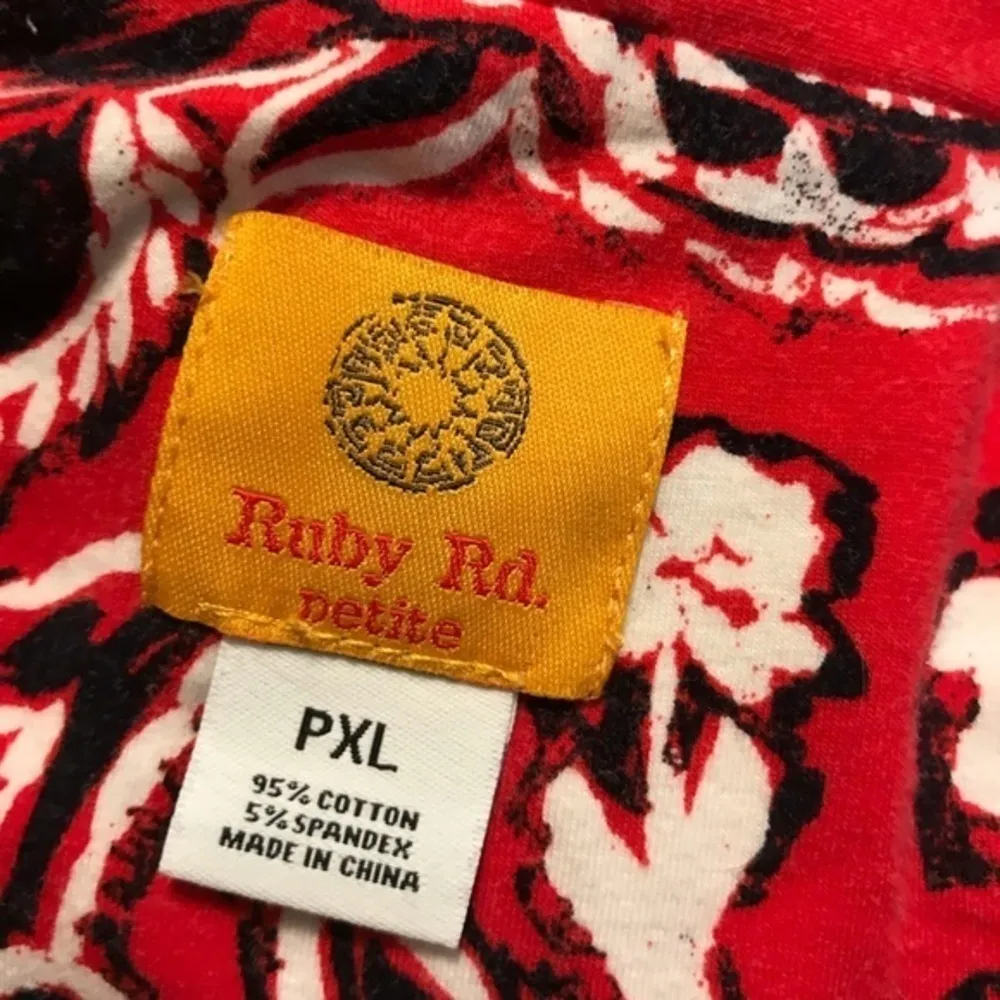 Ruby Rd.
petite
PXL
95% COTTON
5% SPANDEX
MADE IN CHINA